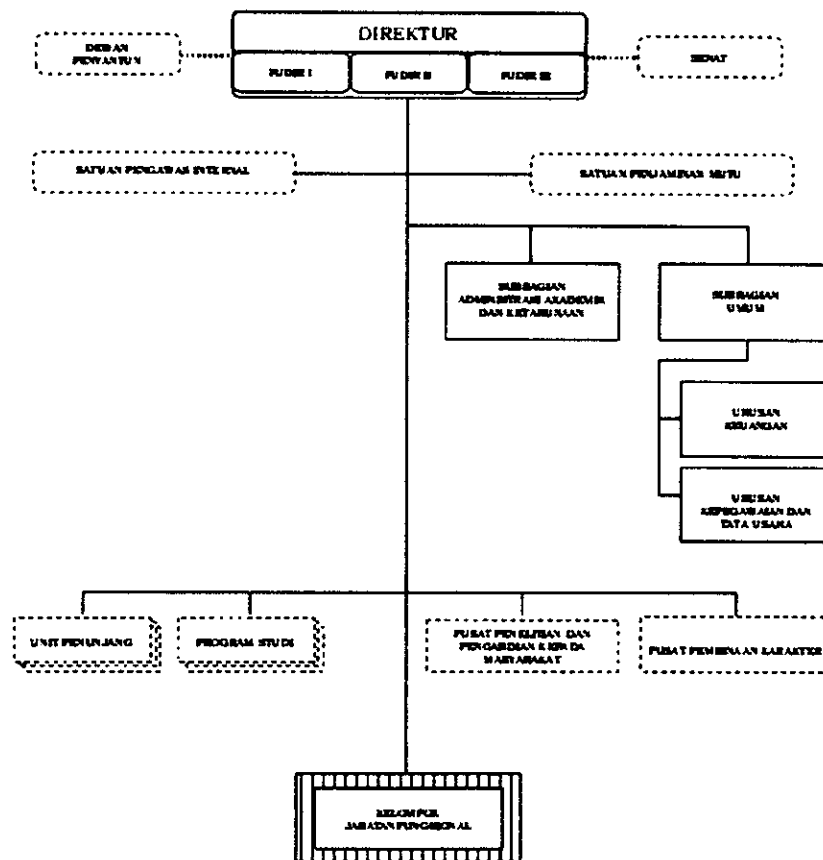 DIREKTUR
DEWAN
PENYANTUN
SENAT
PUDIR I
PUDIR II
PUDIR III
SATUAN PENGAWAS INTERNAL
SATUAN PENJAMINAN MUTU
SUBBAGIAN
ADMINISTRASI AKADEMIK
DAN KETARUNAAN
SUBBAGIAN
UMUM
URUSAN
KEUANGAN
URUSAN
KEPEGAWAIAN DAN
TATA USAHA
UNIT PENUNJANG
PROGRAM STUDI
PUSAT PENELITIAN DAN
PENGABDIAN KEPADA
MASYARAKAT
PUSAT PEMBINAAN KARAKTER
KELOMPOK
JABATAN FUNGSIONAL